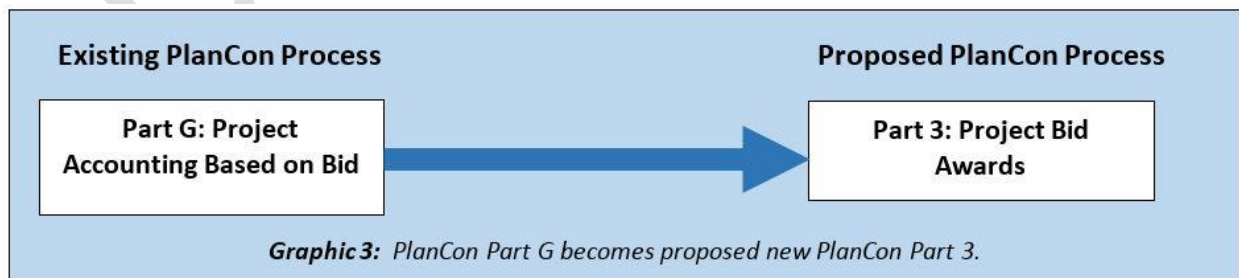 Existing PlanCon Process
Proposed PlanCon Process
Part G: Project
Accounting Based on Bid
Part 3: Project Bid
Awards
Graphic 3: PlanCon Part G becomes proposed new PlanCon Part 3.